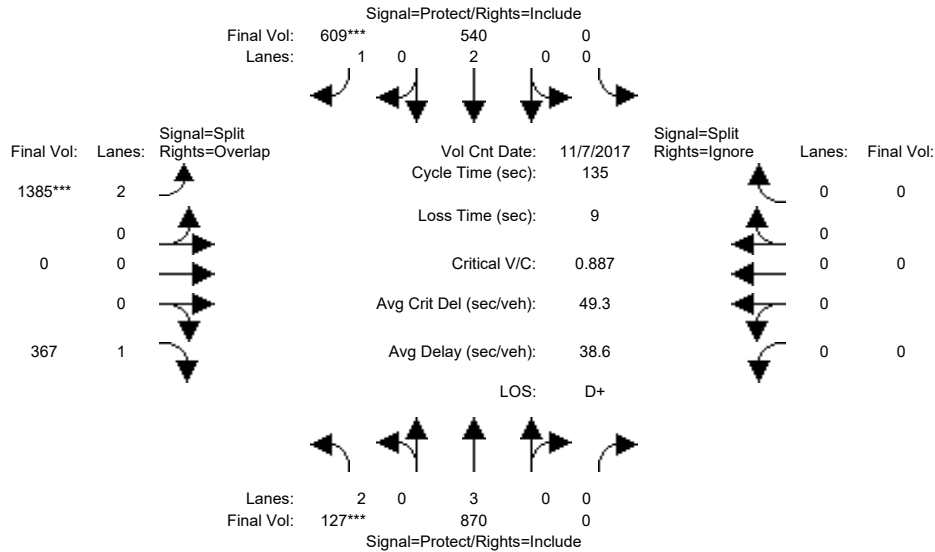 Signal=Protect/Rights=Include
Final Vol: 609*** 540 0
Lanes: 1 0 2 0 0
Signal=Split Signal=Split
Final Vol: Lanes: Rights=Overlap Vol Cnt Date: 11/7/2017 Rights=Ignore Lanes: Final Vol:
Cycle Time (sec): 135
1385*** 2 0 0
Loss Time (sec): 9
0 0
0 0 Critical V/C: 0.887 0 0
0 Avg Crit Del (sec/veh): 49.3 0
367 1 Avg Delay (sec/veh): 38.6 0 0
LOS: D+
Lanes: 2 0 3 0 0
Final Vol: 127*** 870 0
Signal=Protect/Rights=Include